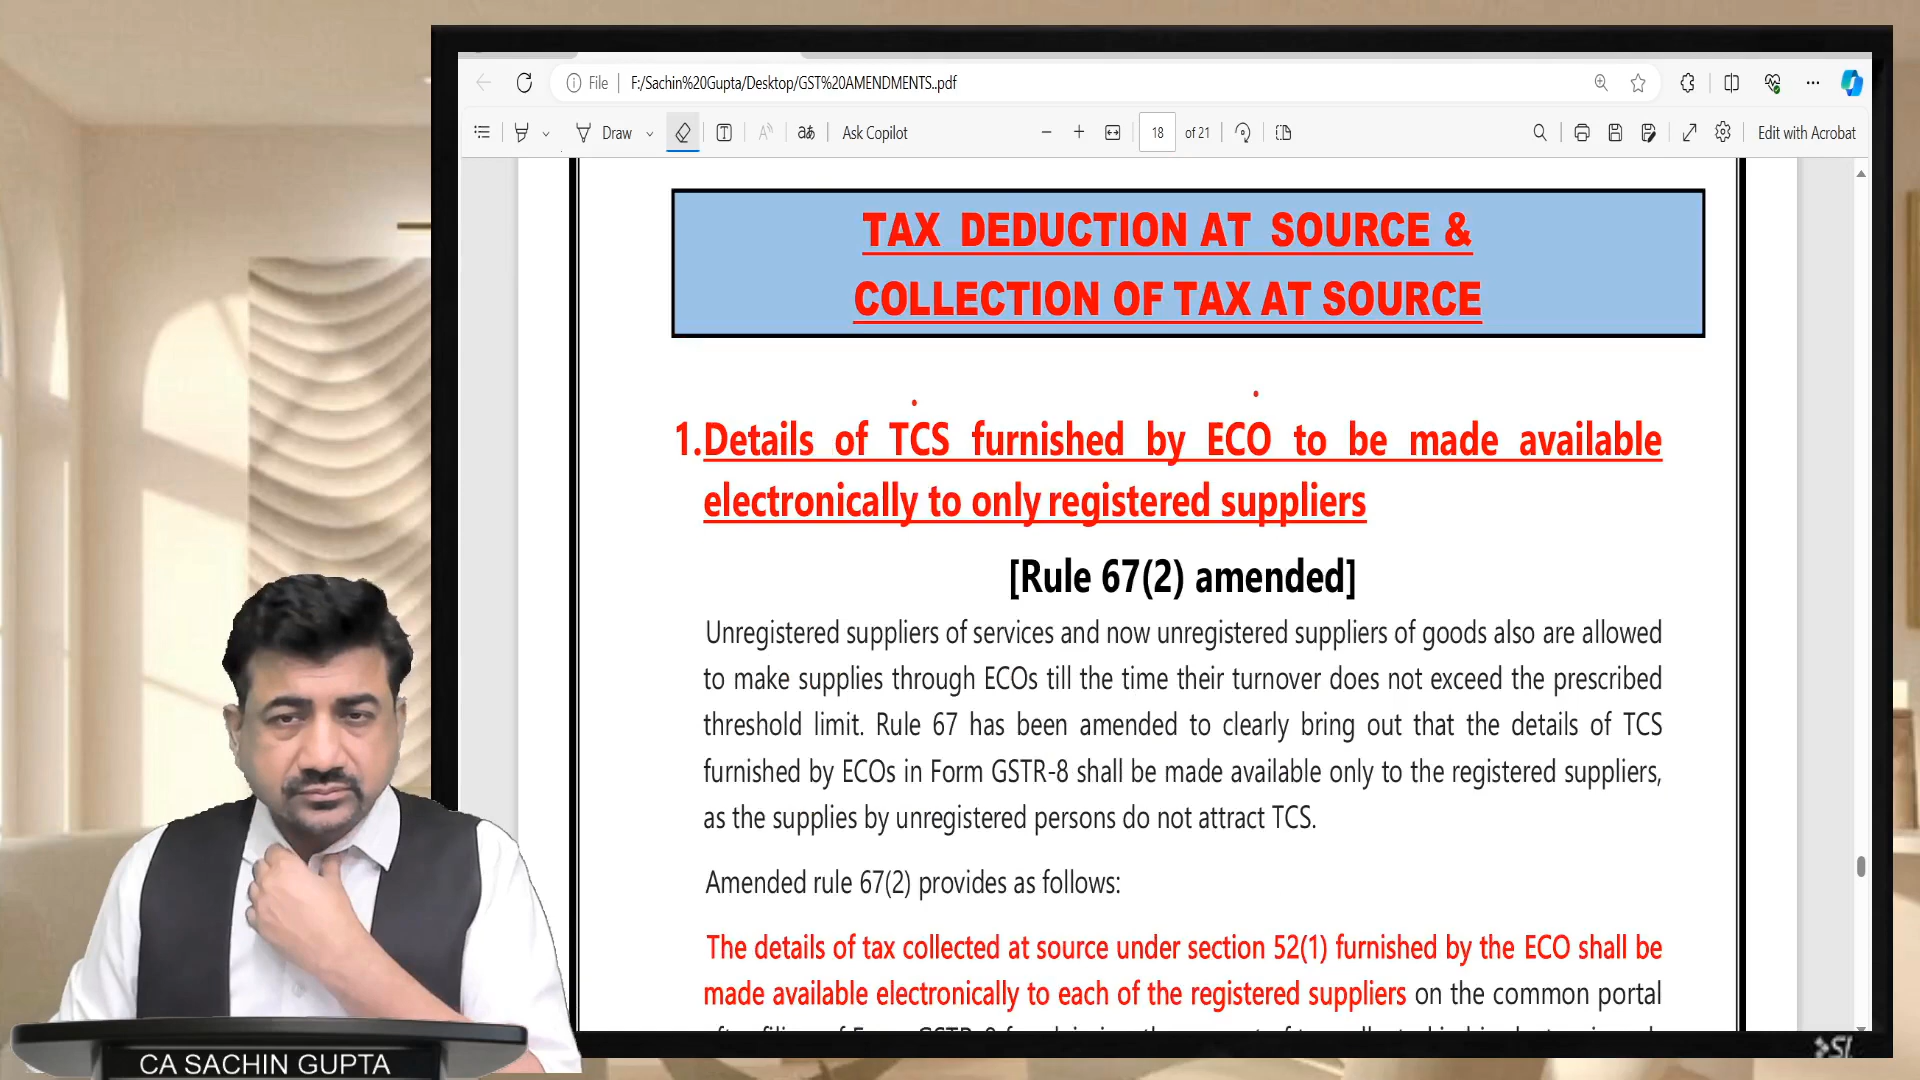 File | F:/Sachin%20Gupta/Desktop/GST%20AMENDMENTS..pdf
Draw
Ask Copilot
18 of 21
Edit with Acrobat
TAX DEDUCTION AT SOURCE &
COLLECTION OF TAX AT SOURCE
1.Details of TCS furnished by ECO to be made available
electronically to only registered suppliers
[Rule 67(2) amended]
Unregistered suppliers of services and now unregistered suppliers of goods also are allowed
to make supplies through ECOs till the time their turnover does not exceed the prescribed
threshold limit. Rule 67 has been amended to clearly bring out that the details of TCS
furnished by ECOs in Form GSTR-8 shall be made available only to the registered suppliers,
as the supplies by unregistered persons do not attract TCS.
Amended rule 67(2) provides as follows:
The details of tax collected at source under section 52(1) furnished by the ECO shall be
made available electronically to each of the registered suppliers on the common portal
CA SACHIN GUPTA